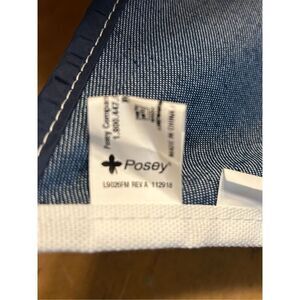 Posey Company
1.800.447.
MADE IN CHINA
Posey
L9026FM REV A 112918